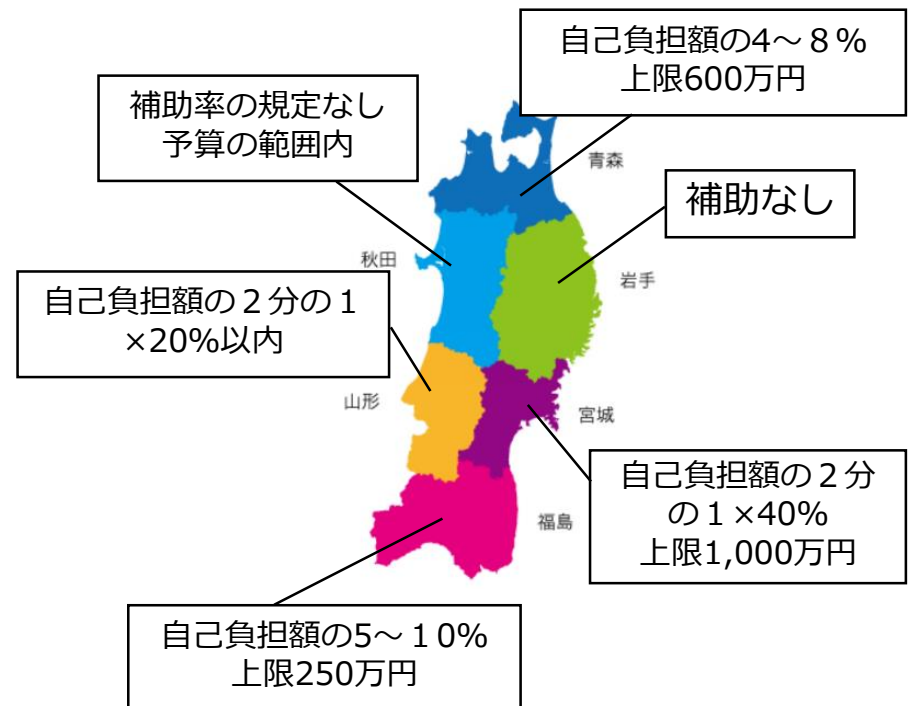 自己負担額の4～８%
上限600万円
補助率の規定なし
予算の範囲内
青森
補助なし
秋田
岩手
自己負担額の２分の１
×20%以内
山形
宮城
自己負担額の２分
の１×40%
上限1,000万円
福島
自己負担額の5～１0%
上限250万円